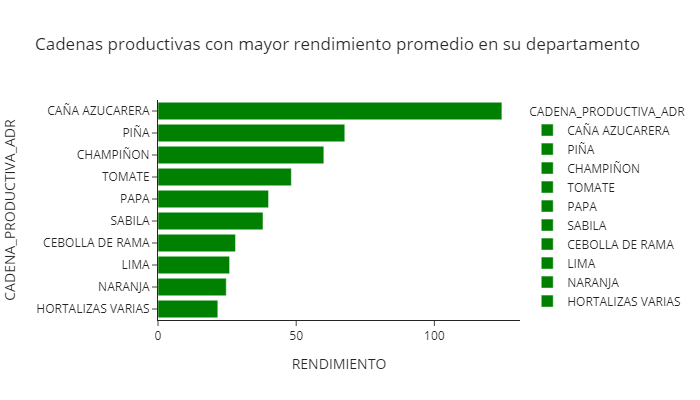 Cadenas productivas con mayor rendimiento promedio en su departamento
CADENA_PRODUCTIVA_ADR
CAÑA AZUCARERA
PIÑA
CHAMPIÑON
TOMATE
PAPA
SABILA
CEBOLLA DE RAMA
LIMA
NARANJA
HORTALIZAS VARIAS
0 50 100
RENDIMIENTO
CADENA_PRODUCTIVA_ADR
CAÑA AZUCARERA
PIÑA
CHAMPIÑON
TOMATE
PAPA
SABILA
CEBOLLA DE RAMA
LIMA
NARANJA
HORTALIZAS VARIAS